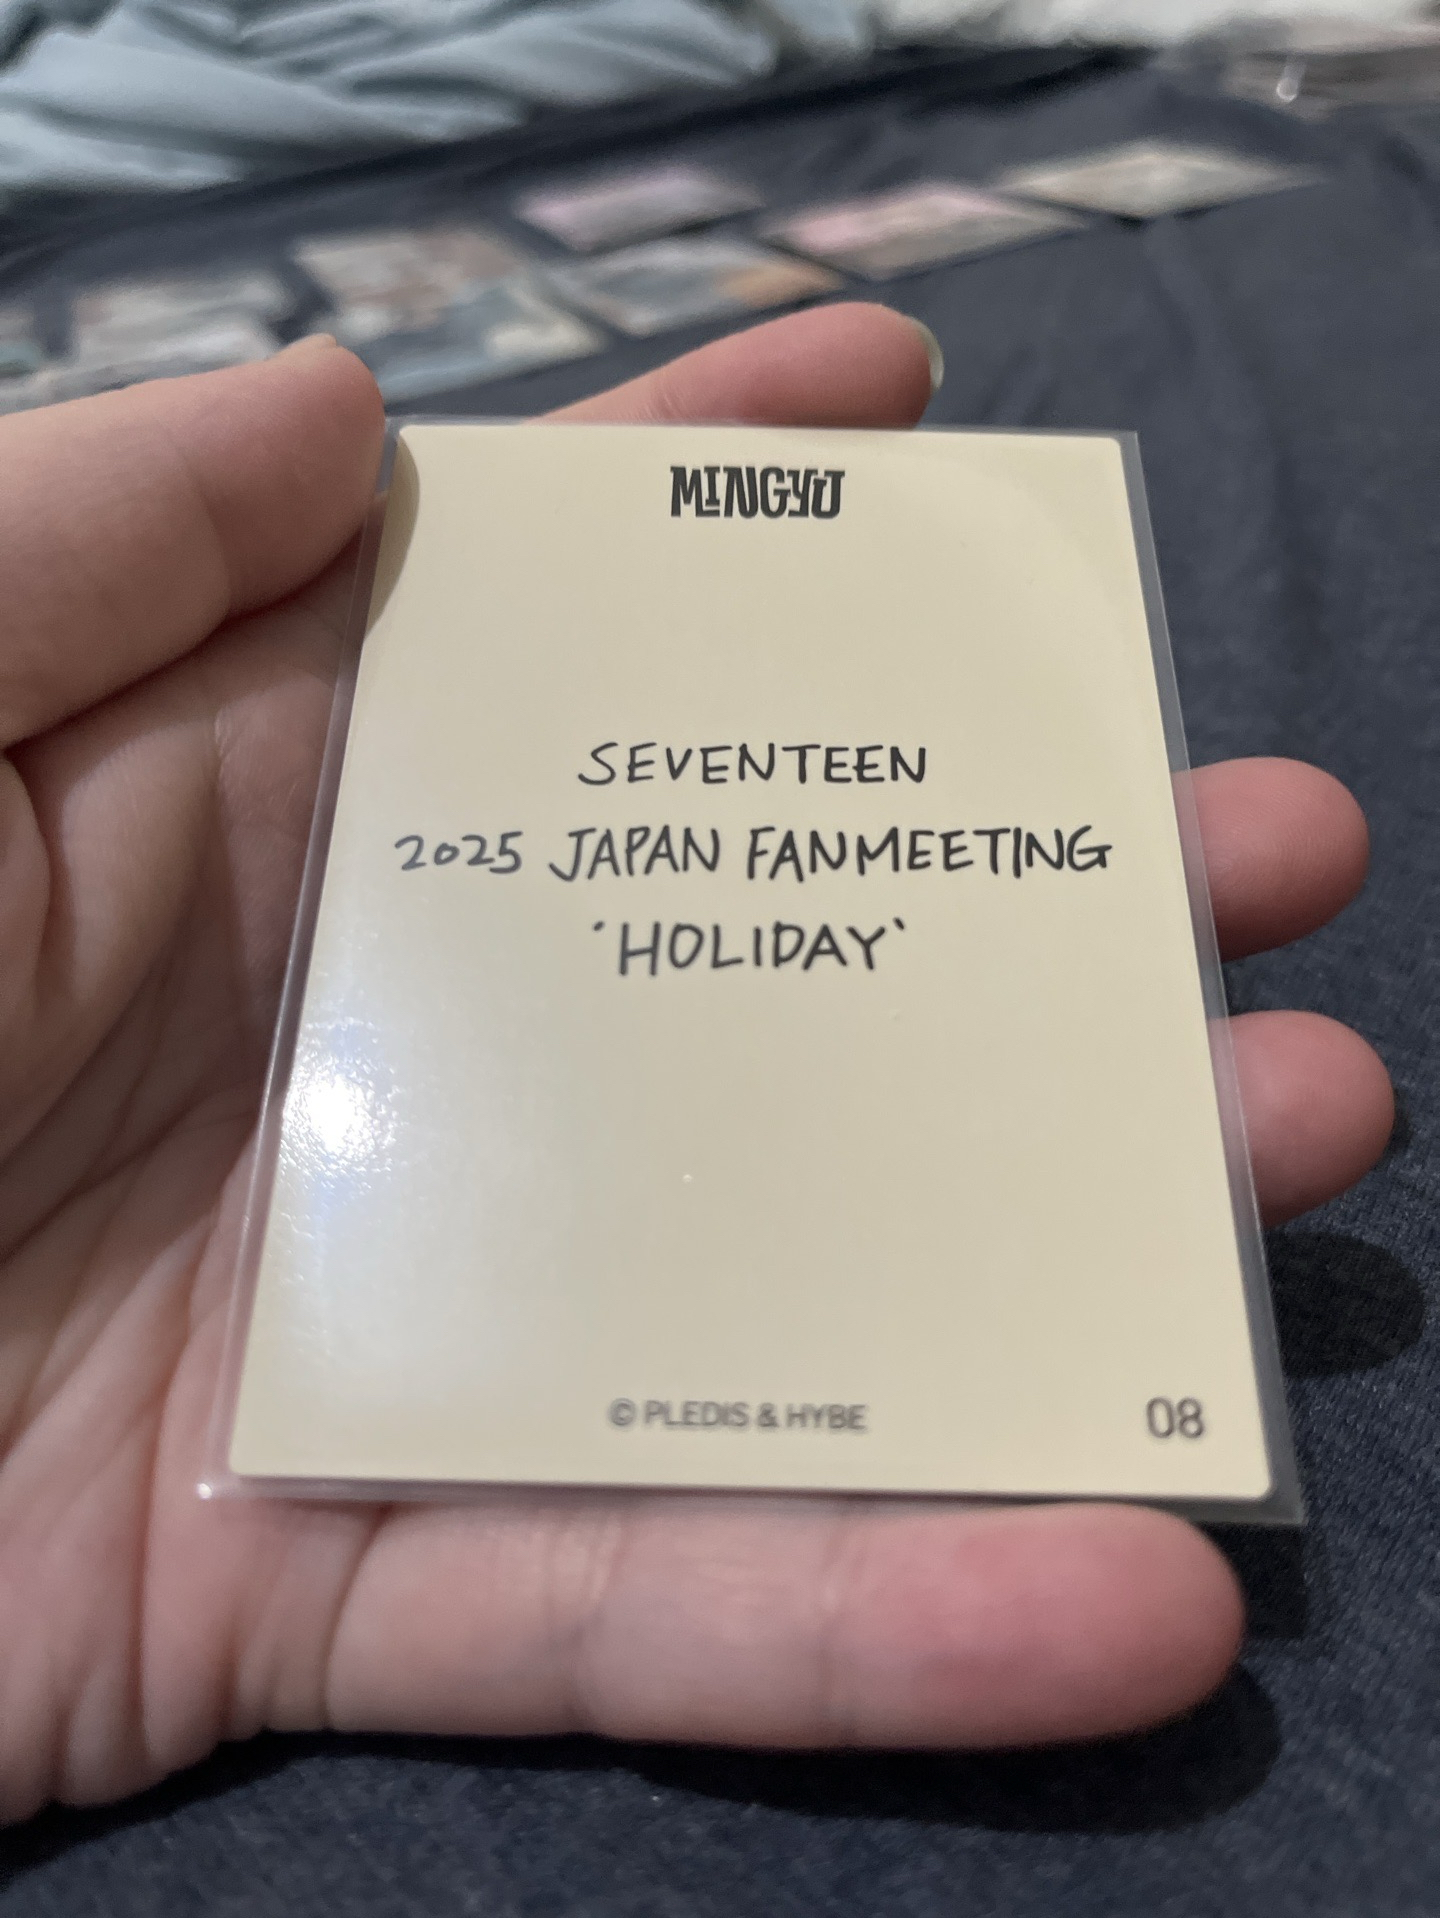 MINGYU
SEVENTEEN
2025 JAPAN FANMEETING
'HOLIDAY'
© PLEDIS & HYBE
08